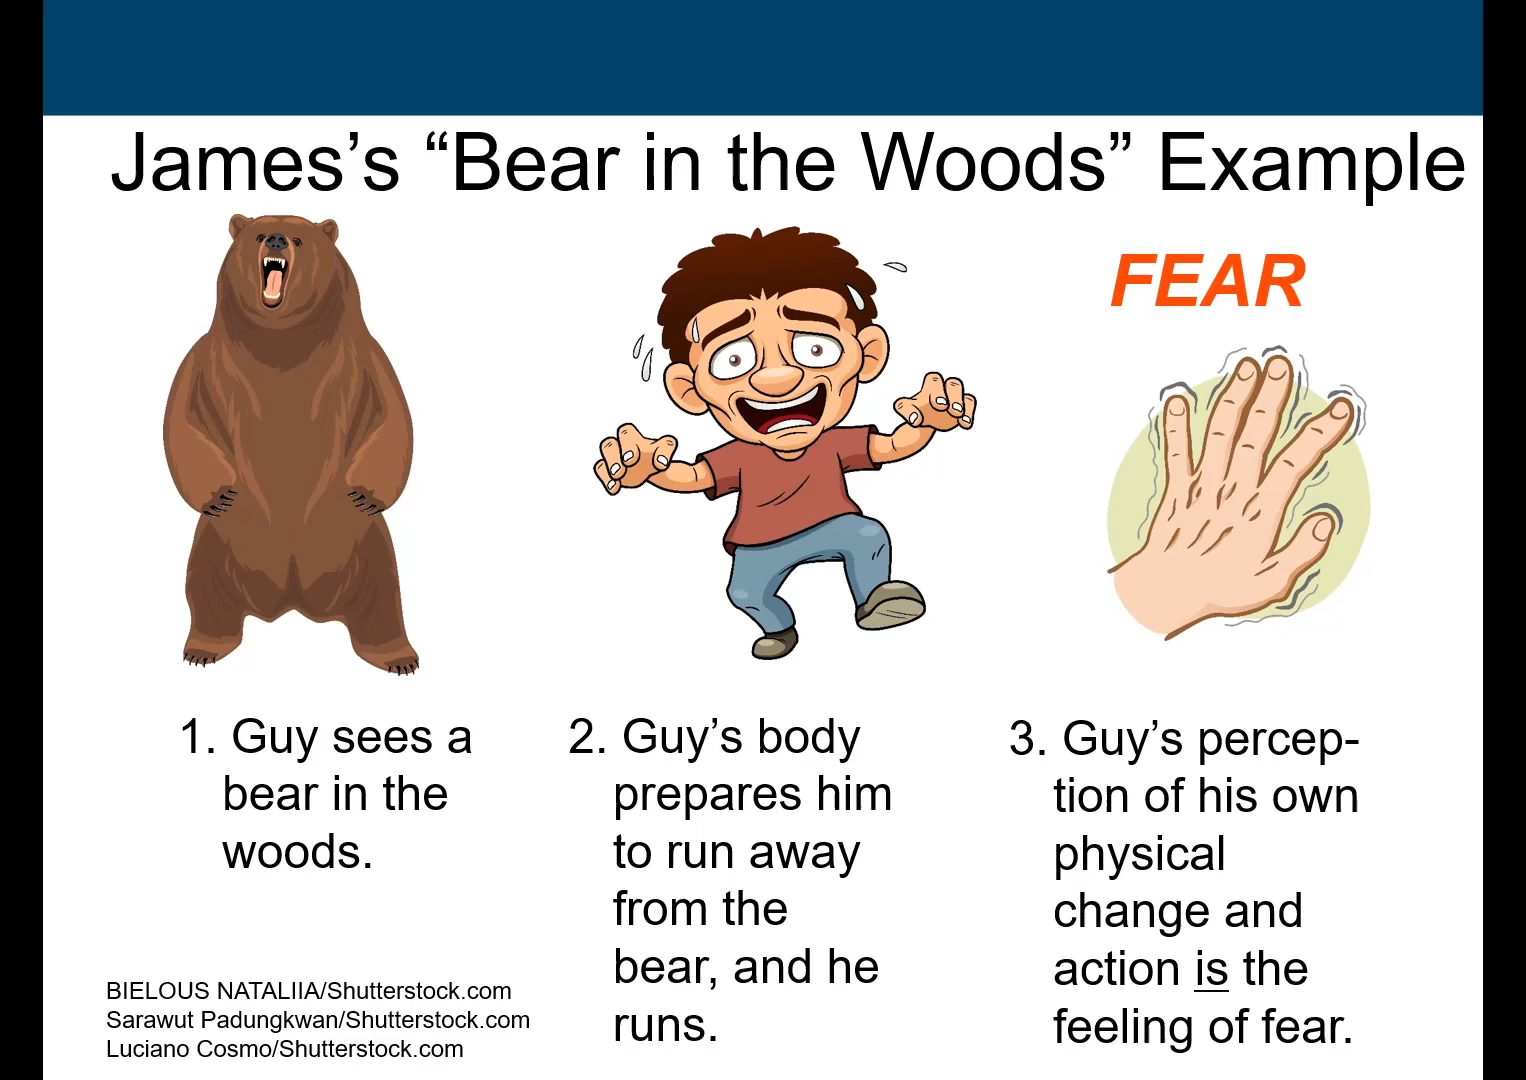 James’s “Bear in the Woods” Example
FEAR
1. Guy sees a
bear in the
woods.
2. Guy’s body
prepares him
to run away
from the
bear, and he
runs.
3. Guy’s percep-
tion of his own
physical
change and
action is the
feeling of fear.
BIELOUS NATALIIA/Shutterstock.com
Sarawut Padungkwan/Shutterstock.com
Luciano Cosmo/Shutterstock.com